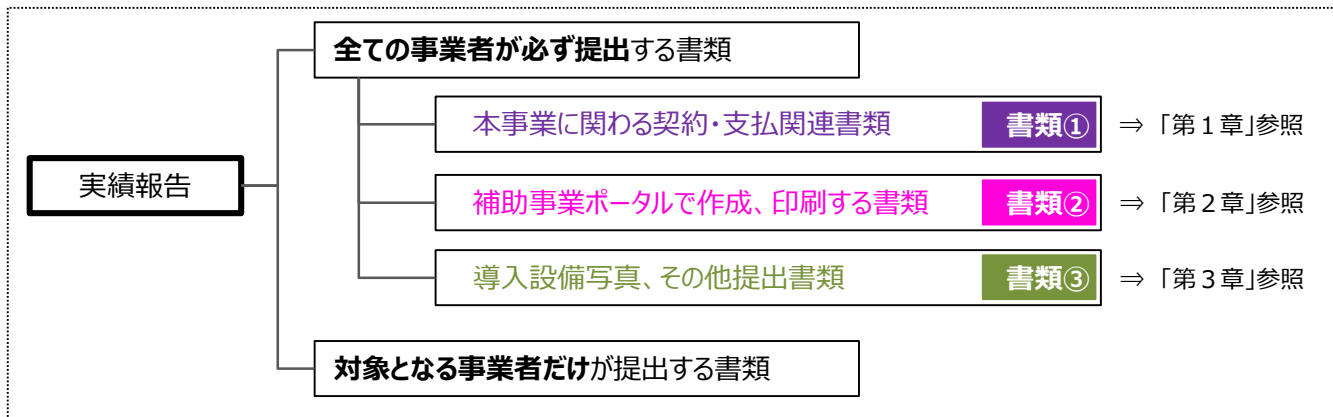 全ての事業者が必ず提出する書類
本事業に関わる契約・支払関連書類 書類① ⇒ 「第１章」参照
実績報告
補助事業ポータルで作成、印刷する書類 書類② ⇒ 「第２章」参照
導入設備写真、その他提出書類 書類③ ⇒ 「第３章」参照
対象となる事業者だけが提出する書類